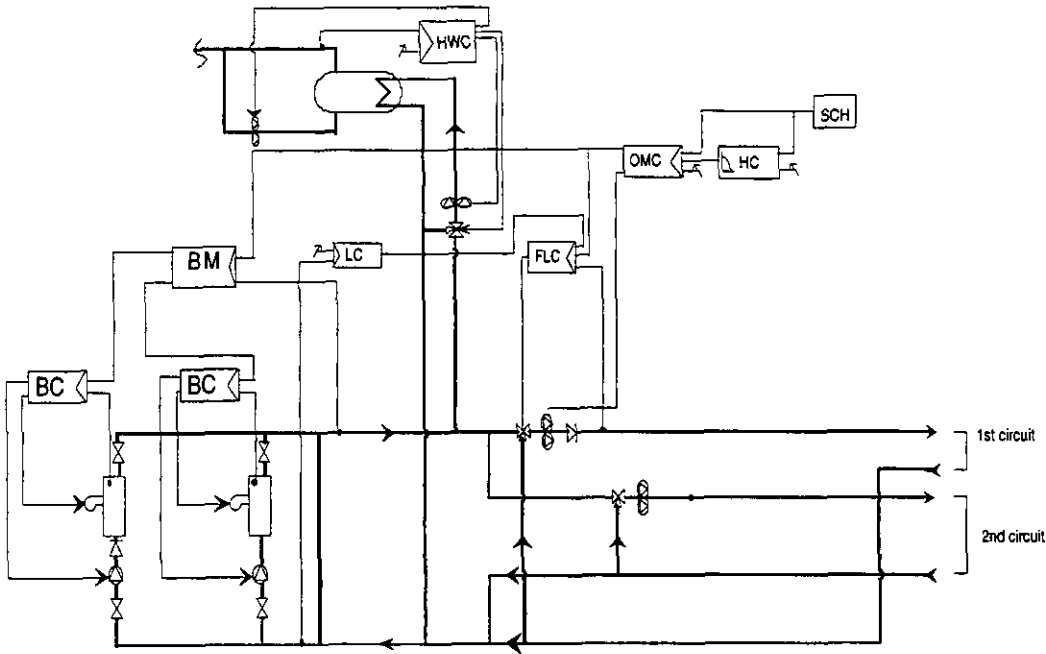 HWC
SCH
OMC
HC
BM
LC
FLC
BC
BC
1st circuit
2nd circuit